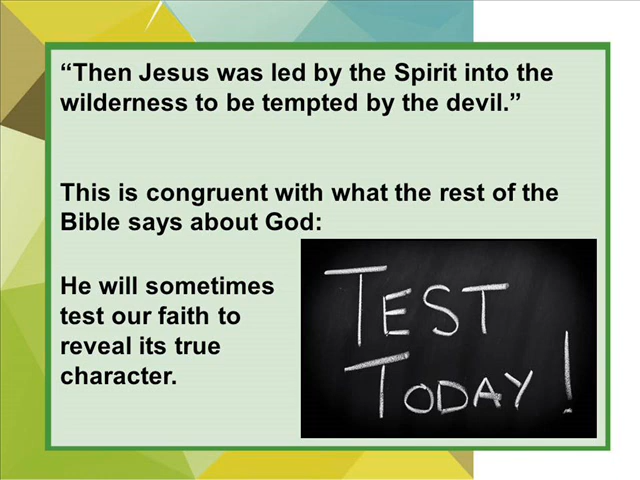 “Then Jesus was led by the Spirit into the
wilderness to be tempted by the devil.”
This is congruent with what the rest of the
Bible says about God:
He will sometimes
test our faith to
reveal its true
character.
TEST
TODAY!